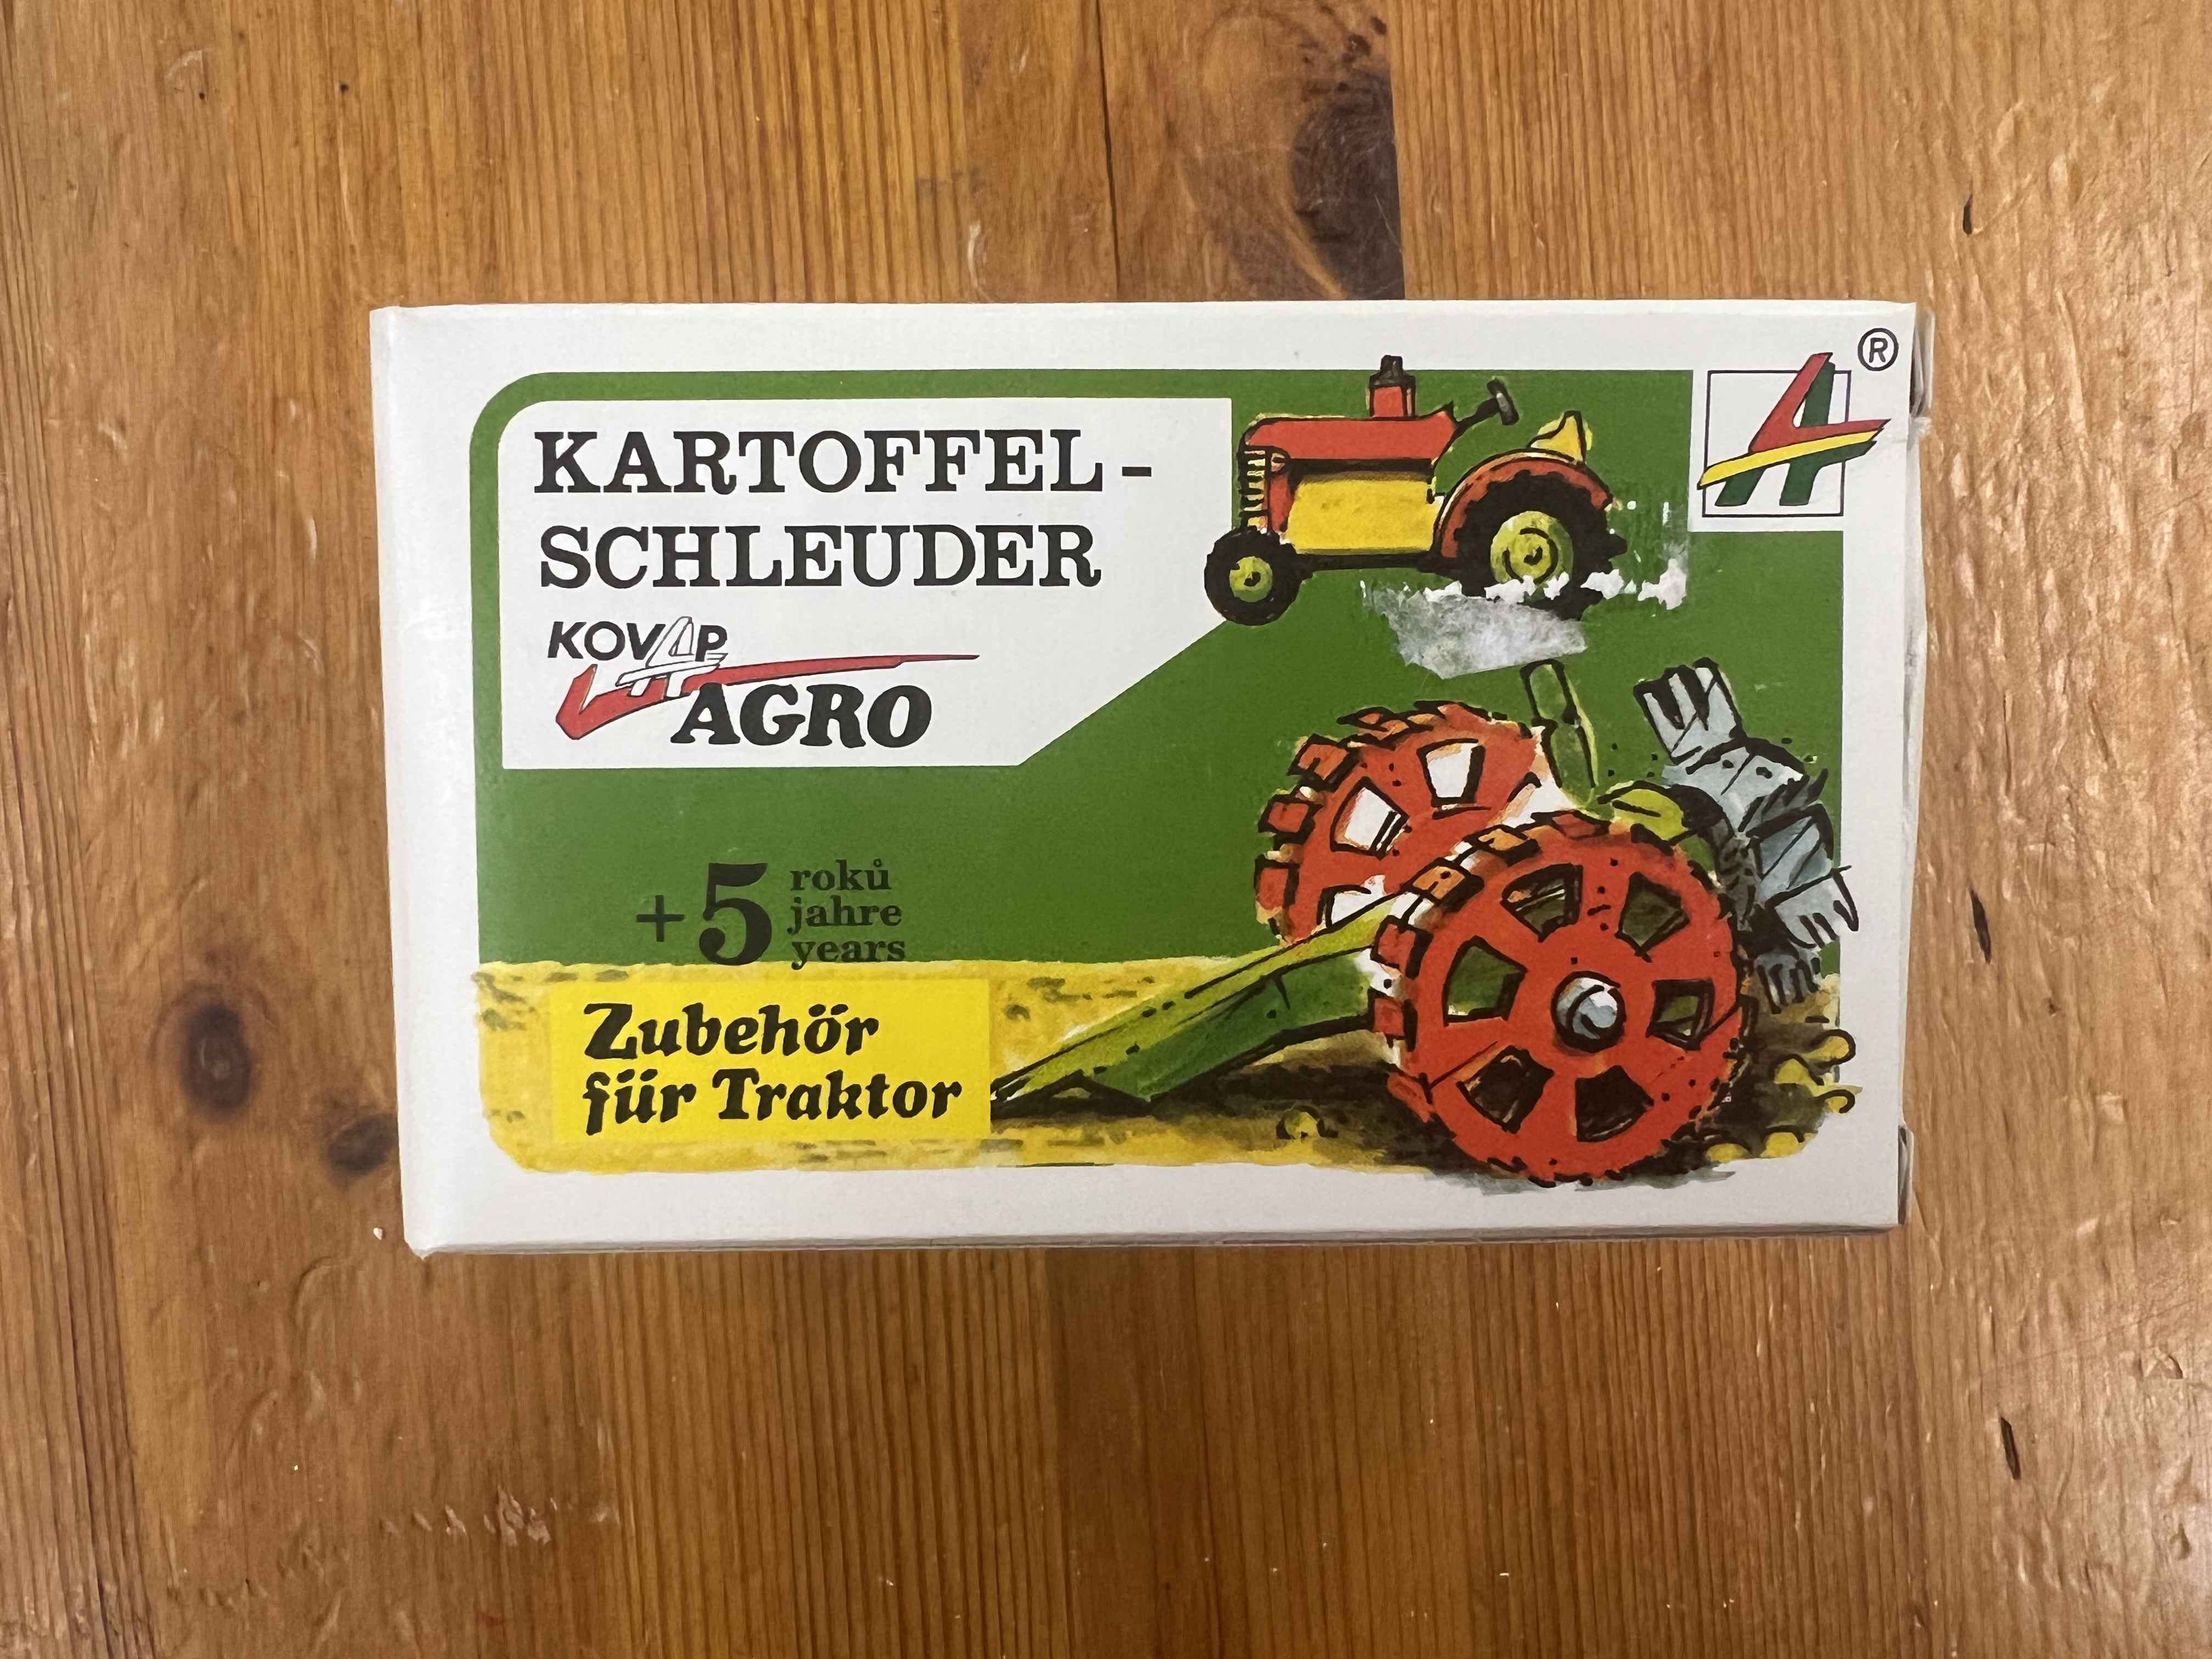 KARTOFFEL-
SCHLEUDER
KOVAP
AGRO
+5 roků
jahre
years
Zubehör
für Traktor
®